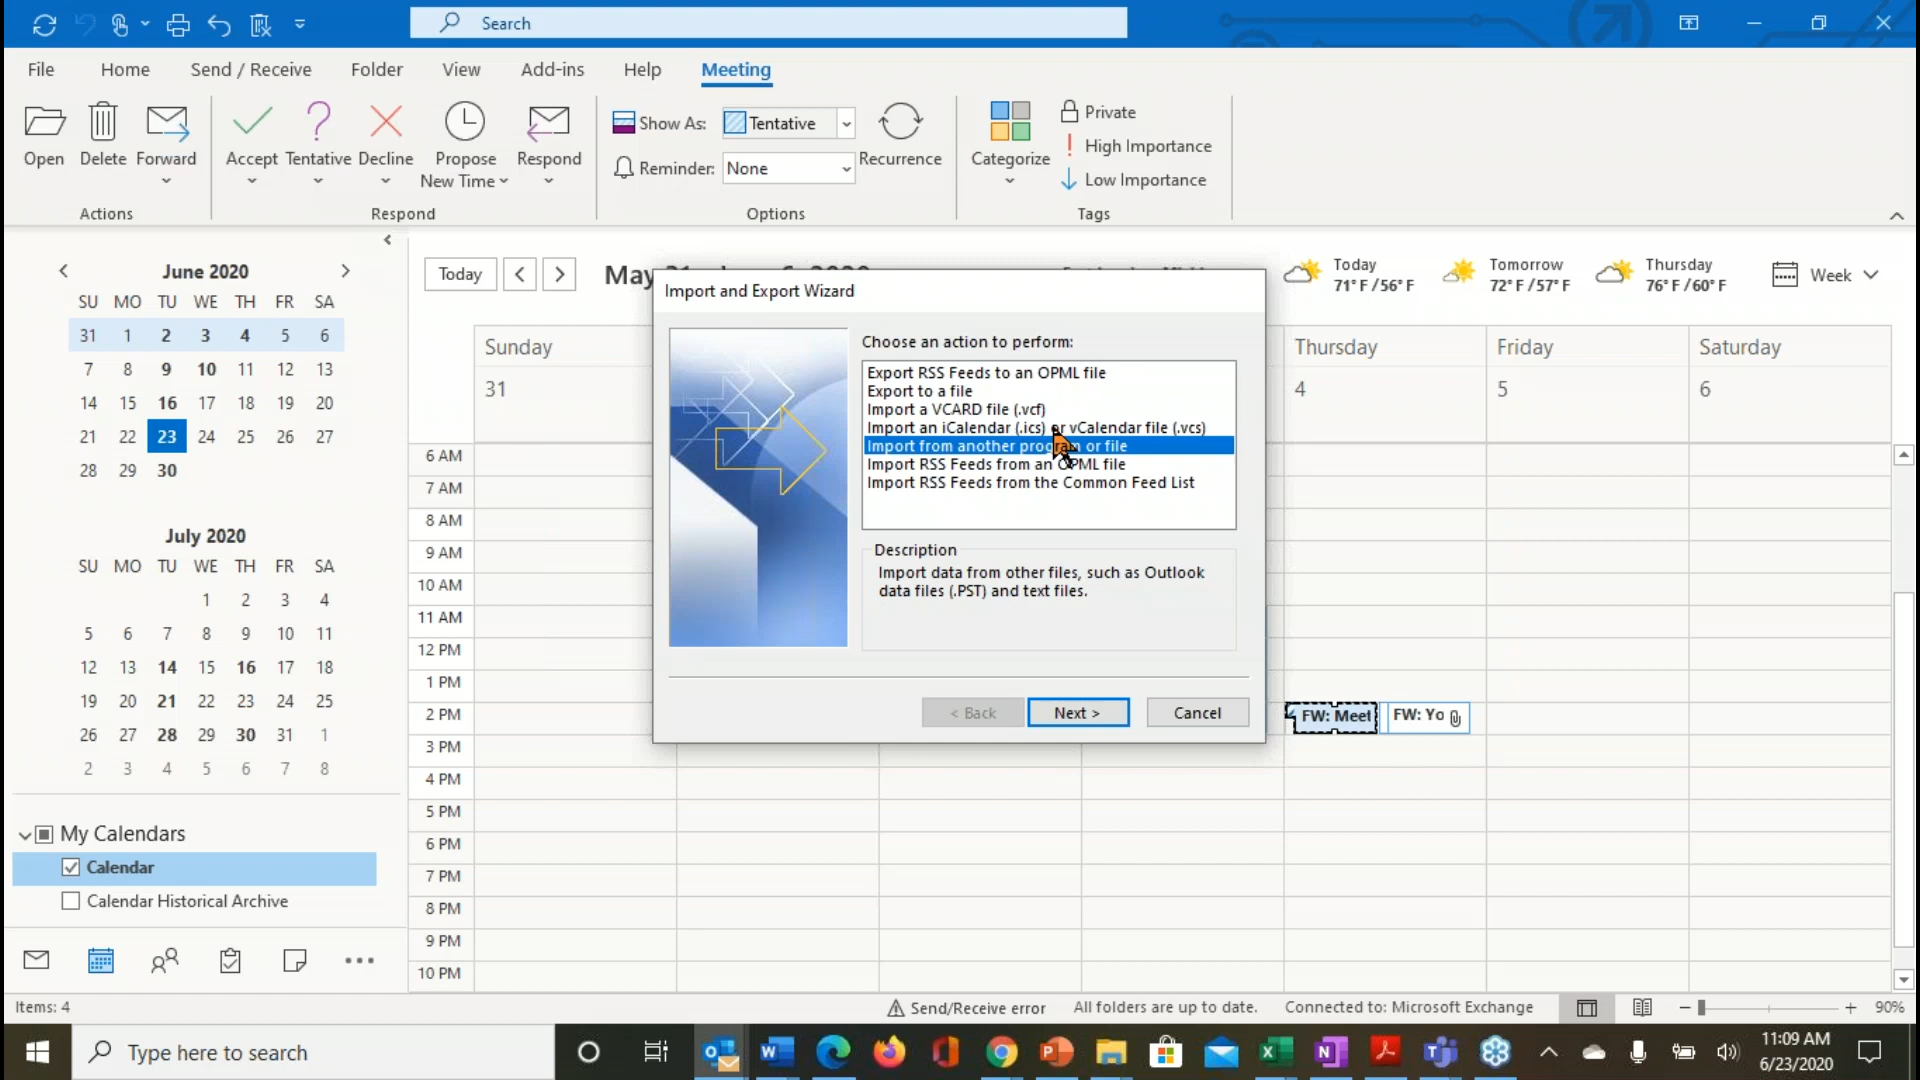 Search
File Home Send / Receive Folder View Add-ins Help Meeting
Open Delete Forward Accept Tentative Decline Propose New Time Respond
Show As: Tentative
Reminder: None
Recurrence
Categorize
Private
High Importance
Low Importance
Actions Respond Options Tags
June 2020
SU MO TU WE TH FR SA
31 1 2 3 4 5 6
7 8 9 10 11 12 13
14 15 16 17 18 19 20
21 22 23 24 25 26 27
28 29 30
July 2020
SU MO TU WE TH FR SA
1 2 3 4
5 6 7 8 9 10 11
12 13 14 15 16 17 18
19 20 21 22 23 24 25
26 27 28 29 30 31 1
2 3 4 5 6 7 8
My Calendars
Calendar
Calendar Historical Archive
Today
May
Today
71° F / 56° F
Tomorrow
72° F / 57° F
Thursday
76° F / 60° F
Week
Sunday Thursday Friday Saturday
31 4 5 6
6 AM
7 AM
8 AM
9 AM
10 AM
11 AM
12 PM
1 PM
2 PM
3 PM
4 PM
5 PM
6 PM
7 PM
8 PM
9 PM
10 PM
FW: Meet FW: Yo
Import and Export Wizard
Choose an action to perform:
Export RSS Feeds to an OPML file
Export to a file
Import a VCARD file (.vcf)
Import an iCalendar (.ics) or vCalendar file (.vcs)
Import from another program or file
Import RSS Feeds from an OPML file
Import RSS Feeds from the Common Feed List
Description
Import data from other files, such as Outlook
data files (.PST) and text files.
< Back Next > Cancel
Items: 4
Send/Receive error All folders are up to date. Connected to: Microsoft Exchange 90%
Type here to search
11:09 AM
6/23/2020